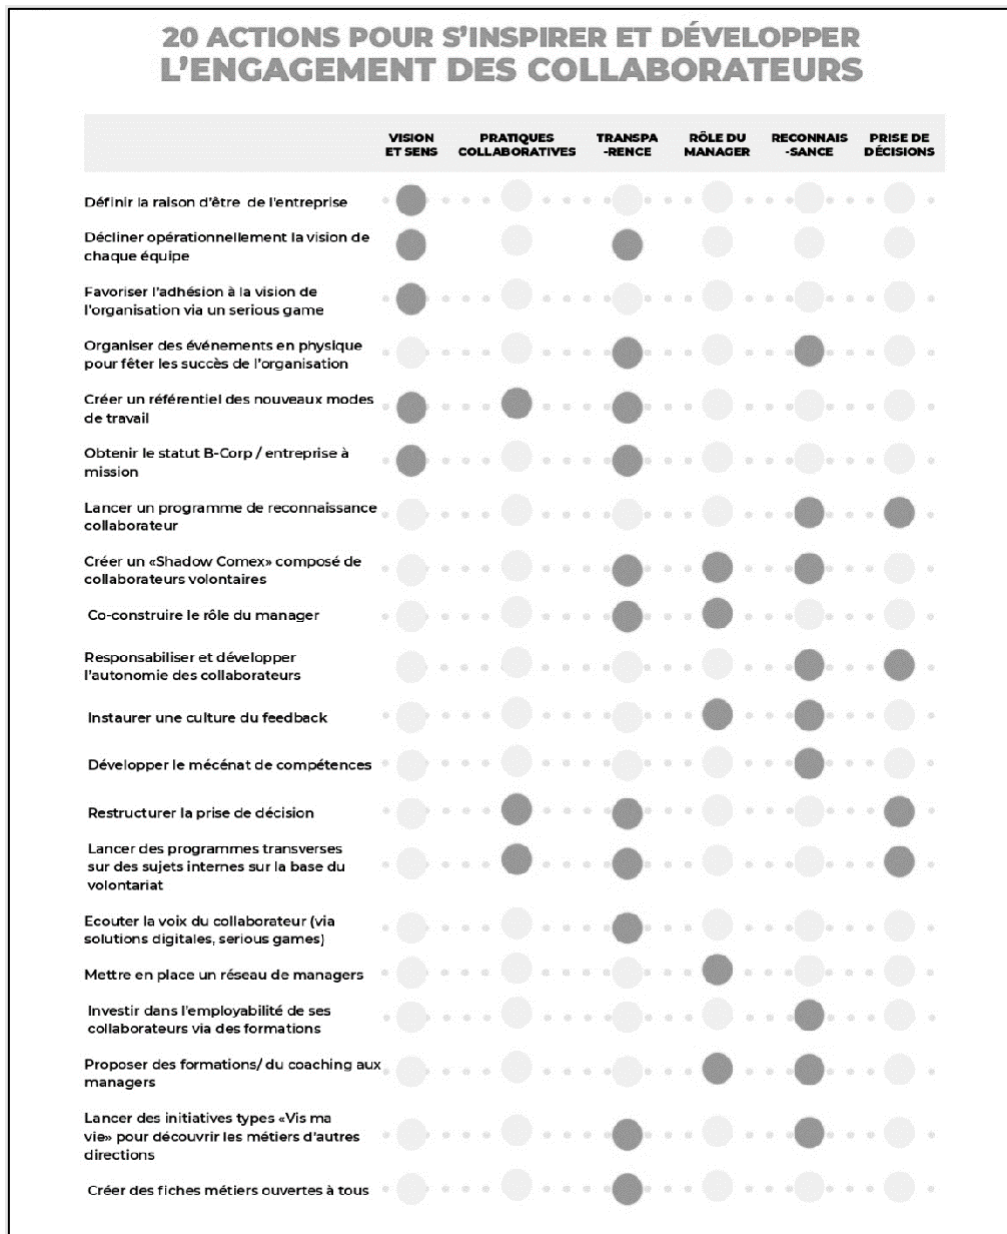 20 ACTIONS POUR S’INSPIRER ET DÉVELOPPER
L’ENGAGEMENT DES COLLABORATEURS
VISION
ET SENS
PRATIQUES
COLLABORATIVES
TRANSPA
-RENCE
RÔLE DU
MANAGER
RECONNAIS
-SANCE
PRISE DE
DÉCISIONS
Définir la raison d’être de l’entreprise
Décliner opérationnellement la vision de
chaque équipe
Favoriser l’adhésion à la vision de
l’organisation via un serious game
Organiser des événements en physique
pour fêter les succès de l’organisation
Créer un référentiel des nouveaux modes
de travail
Obtenir le statut B-Corp / entreprise à
mission
Lancer un programme de reconnaissance
collaborateur
Créer un «Shadow Comex» composé de
collaborateurs volontaires
Co-construire le rôle du manager
Responsabiliser et développer
l’autonomie des collaborateurs
Instaurer une culture du feedback
Développer le mécénat de compétences
Restructurer la prise de décision
Lancer des programmes transverses
sur des sujets internes sur la base du
volontariat
Ecouter la voix du collaborateur (via
solutions digitales, serious games)
Mettre en place un réseau de managers
Investir dans l’employabilité de ses
collaborateurs via des formations
Proposer des formations/ du coaching aux
managers
Lancer des initiatives types «Vis ma
vie» pour découvrir les métiers d’autres
directions
Créer des fiches métiers ouvertes à tous